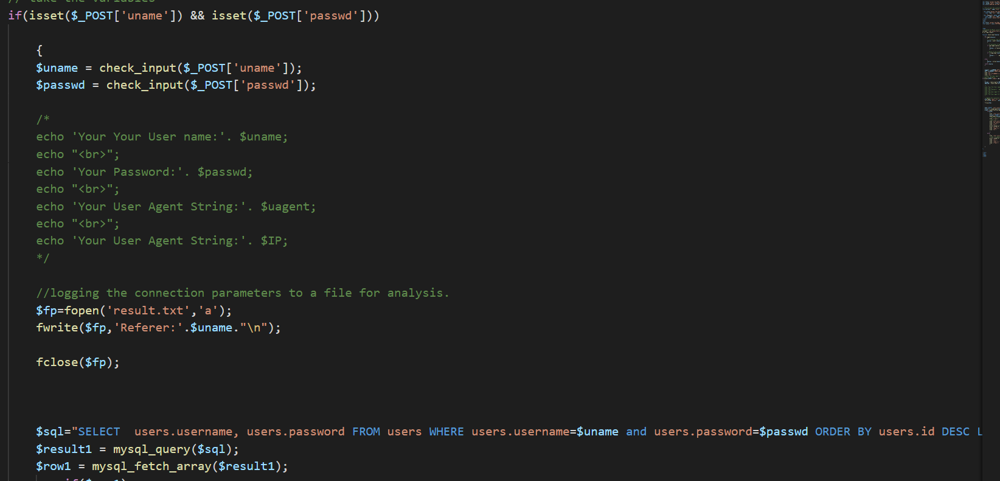 // take the variables
if(isset($_POST['uname']) && isset($_POST['passwd']))
{
$uname = check_input($_POST['uname']);
$passwd = check_input($_POST['passwd']);
/*
echo 'Your Your User name:'. $uname;
echo "<br>";
echo 'Your Password:'. $passwd;
echo "<br>";
echo 'Your User Agent String:'. $uagent;
echo "<br>";
echo 'Your User Agent String:'. $IP;
*/
//logging the connection parameters to a file for analysis.
$fp=fopen('result.txt','a');
fwrite($fp,'Referer:'.$uname."\n");
fclose($fp);
$sql="SELECT  users.username, users.password FROM users WHERE users.username=$uname and users.password=$passwd ORDER BY users.id DESC L
$result1 = mysql_query($sql);
$row1 = mysql_fetch_array($result1);